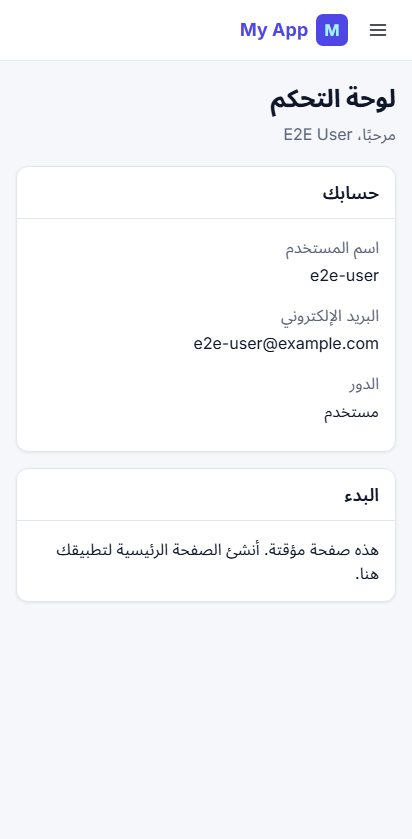 M My App
لوحة التحكم
مرحبًا، E2E User
حسابك
اسم المستخدم
e2e-user
البريد الإلكتروني
e2e-user@example.com
الدور
مستخدم
البدء
هذه صفحة مؤقتة. أنشئ الصفحة الرئيسية لتطبيقك
هنا.